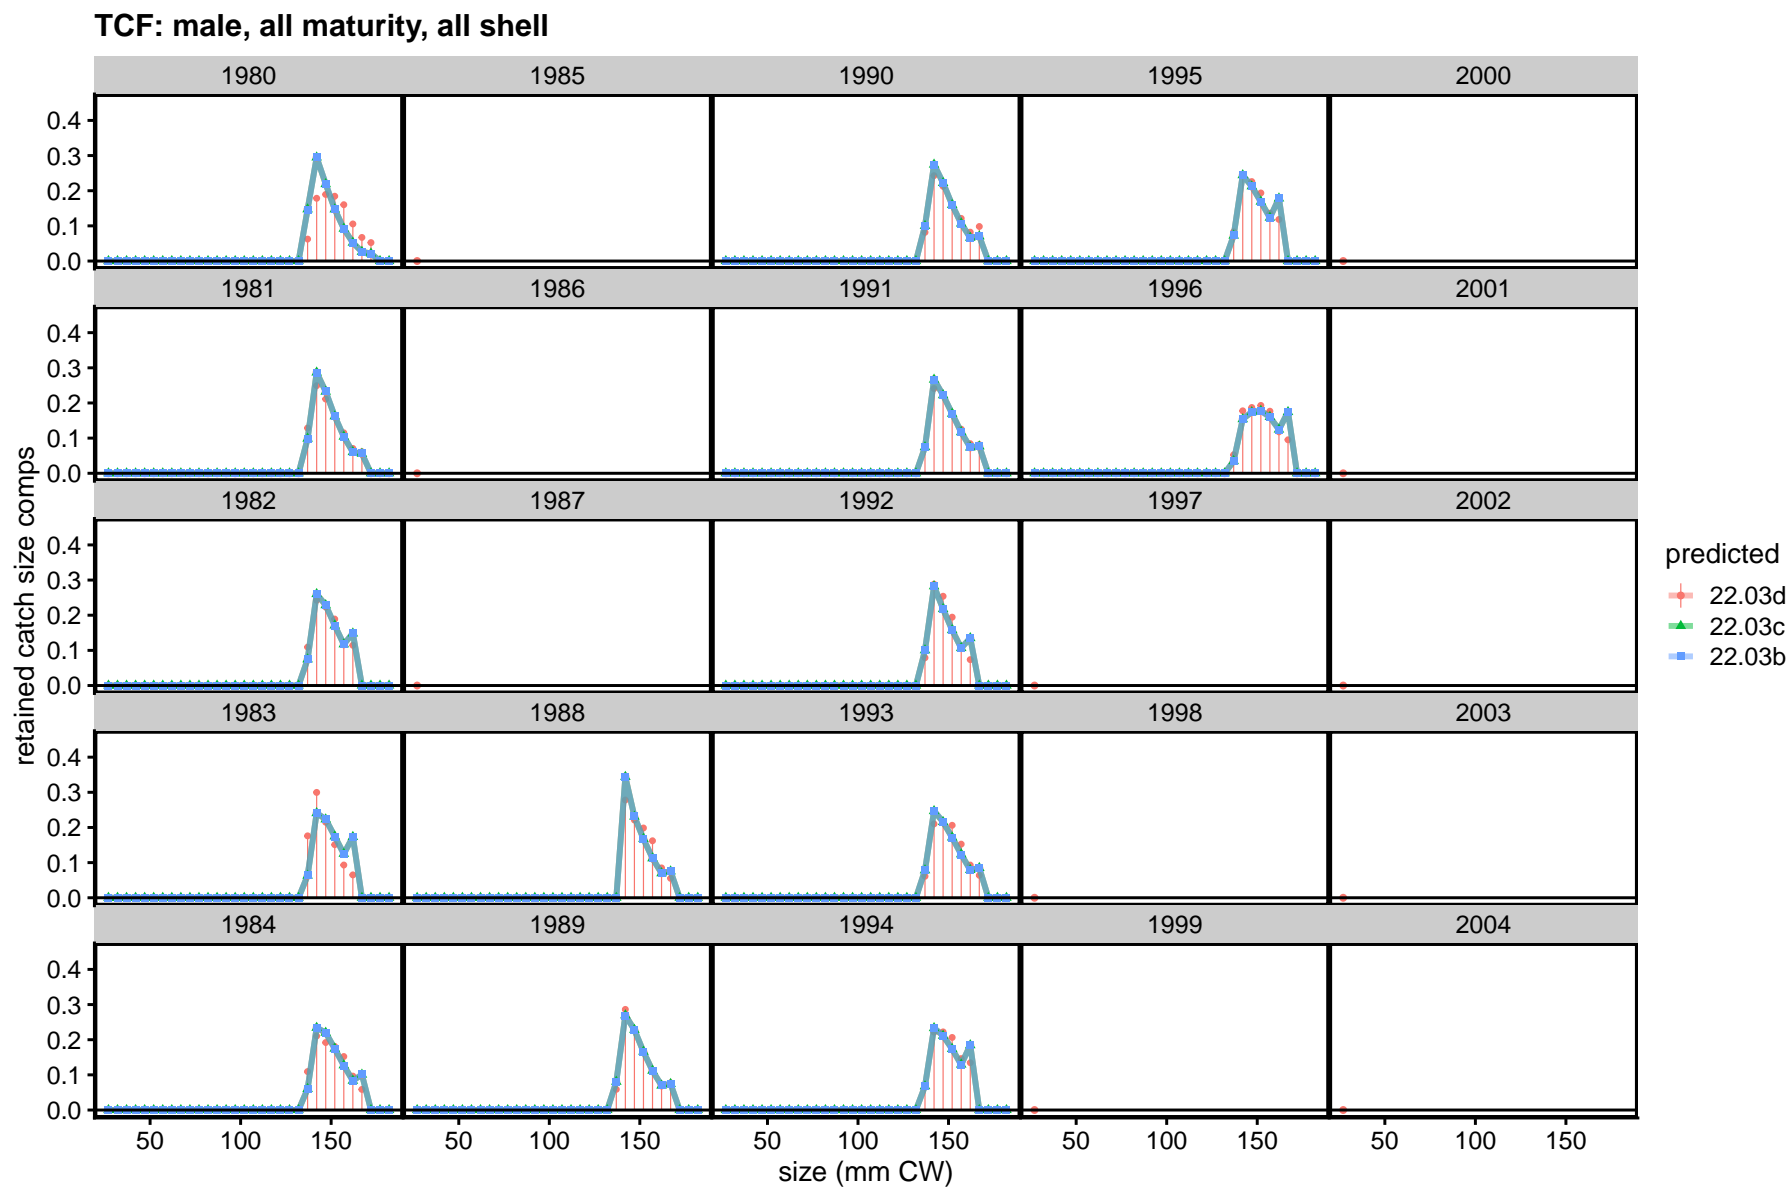 TCF: male, all maturity, all shell
1980 1985 1990 1995 2000
0.4
0.3
0.2
0.1
0.0
1981 1986 1991 1996 2001
0.4
0.3
0.2
0.1
0.0
1982 1987 1992 1997 2002
0.4
0.3
0.2
0.1
0.0
1983 1988 1993 1998 2003
0.4
0.3
0.2
0.1
0.0
1984 1989 1994 1999 2004
0.4
0.3
0.2
0.1
0.0
50 100 150 50 100 150 50 100 150 50 100 150 50 100 150
size (mm CW)
retained catch size comps
predicted
22.03d
22.03c
22.03b